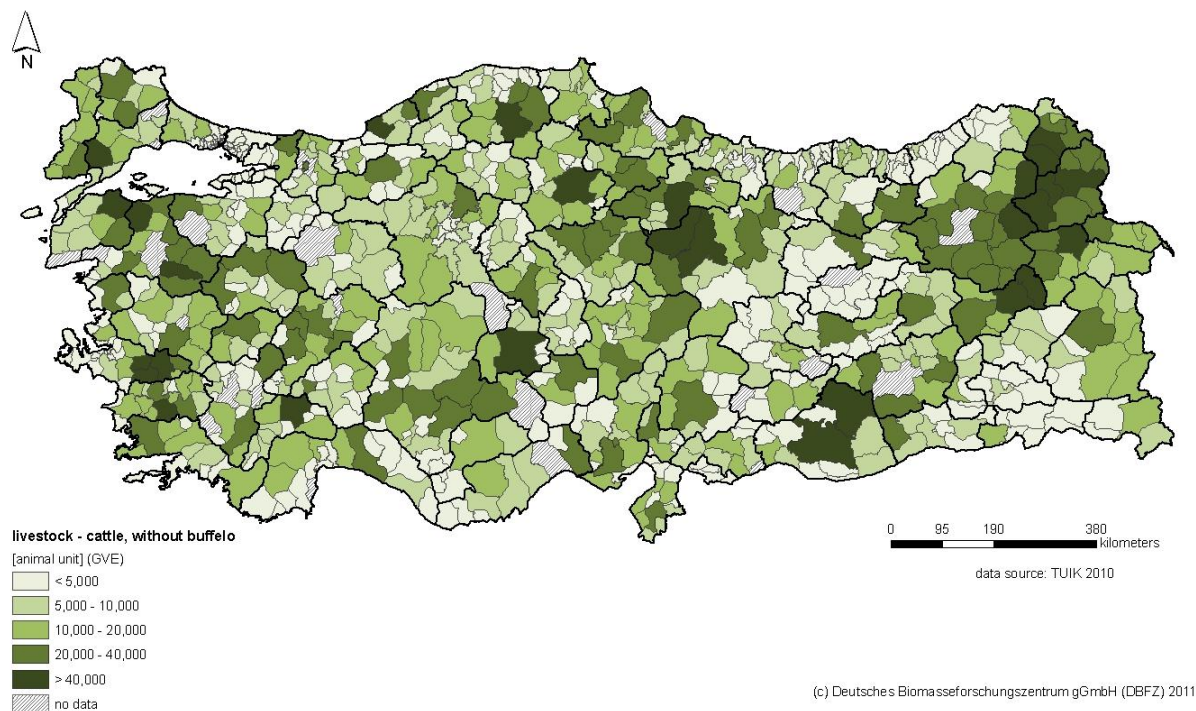 N
livestock - cattle, without buffelo
[animal unit] (GVE)
< 5,000
5,000 - 10,000
10,000 - 20,000
20,000 - 40,000
> 40,000
no data
0 95 190 380
kilometers
data source: TUIK 2010
(c) Deutsches Biomasseforschungszentrum gGmbH (DBFZ) 2011